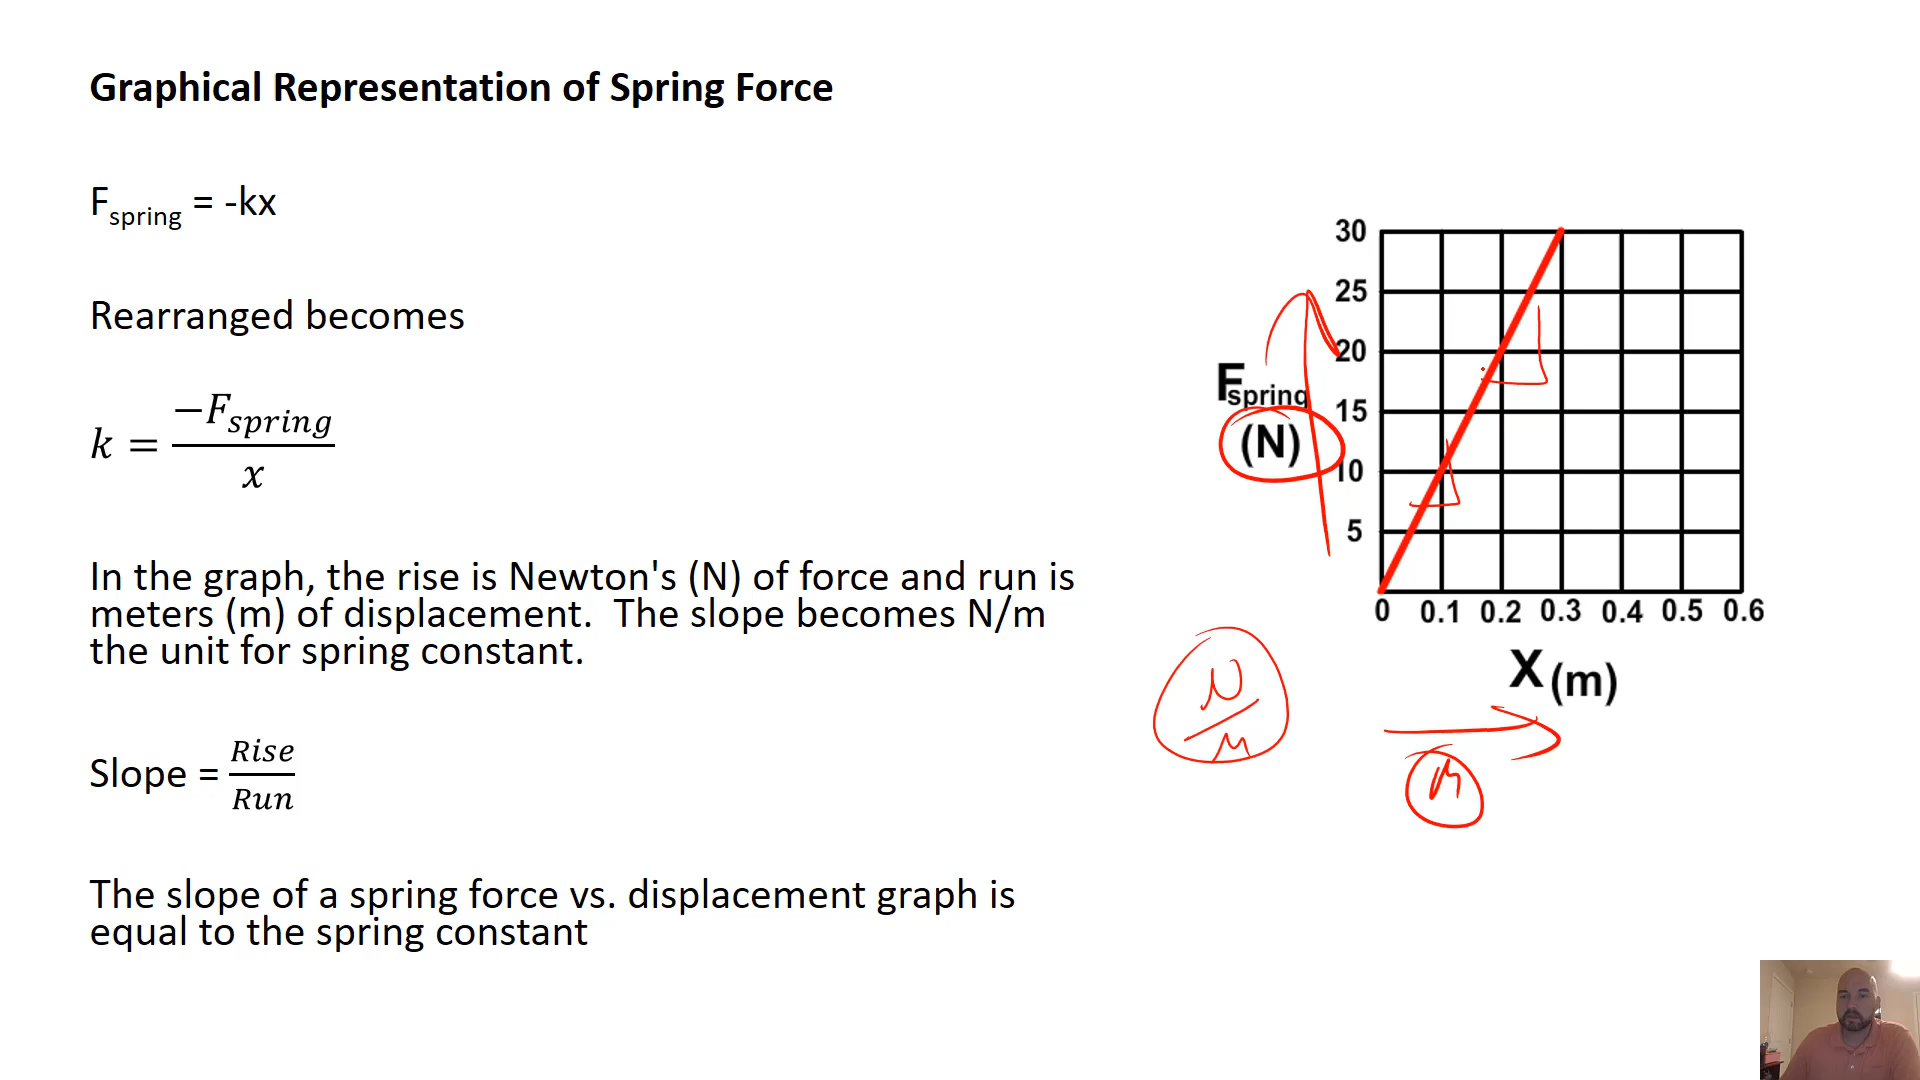 Graphical Representation of Spring Force
Fspring = -kx
Rearranged becomes
k = −Fspring / x
In the graph, the rise is Newton's (N) of force and run is
meters (m) of displacement.  The slope becomes N/m
the unit for spring constant.
Slope = Rise / Run
The slope of a spring force vs. displacement graph is
equal to the spring constant
30
25
20
15
10
5
Fspring
(N)
0 0.1 0.2 0.3 0.4 0.5 0.6
X (m)
N
M
m